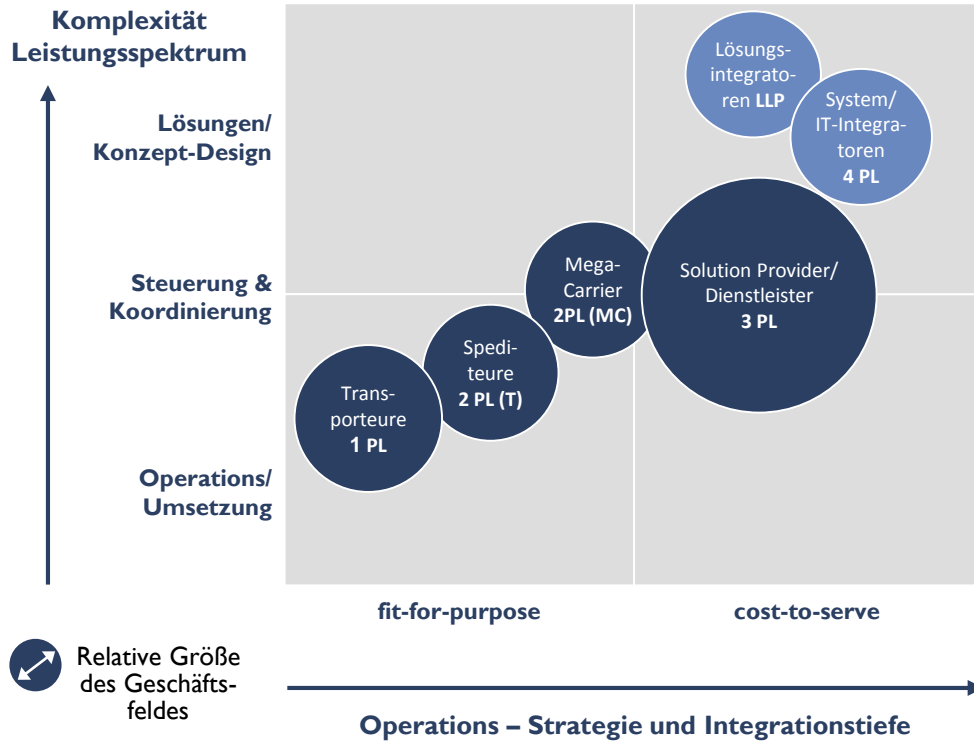 Komplexität
Leistungsspektrum
Lösungen/
Konzept-Design
Steuerung &
Koordinierung
Operations/
Umsetzung
Lösungs-
integrato-
ren LLP
System/
IT-Integra-
toren
4 PL
Mega-
Carrier
2PL (MC)
Solution Provider/
Dienstleister
3 PL
Spedi-
teure
2 PL (T)
Trans-
porteure
1 PL
fit-for-purpose
cost-to-serve
Relative Größe
des Geschäfts-
feldes
Operations – Strategie und Integrationstiefe